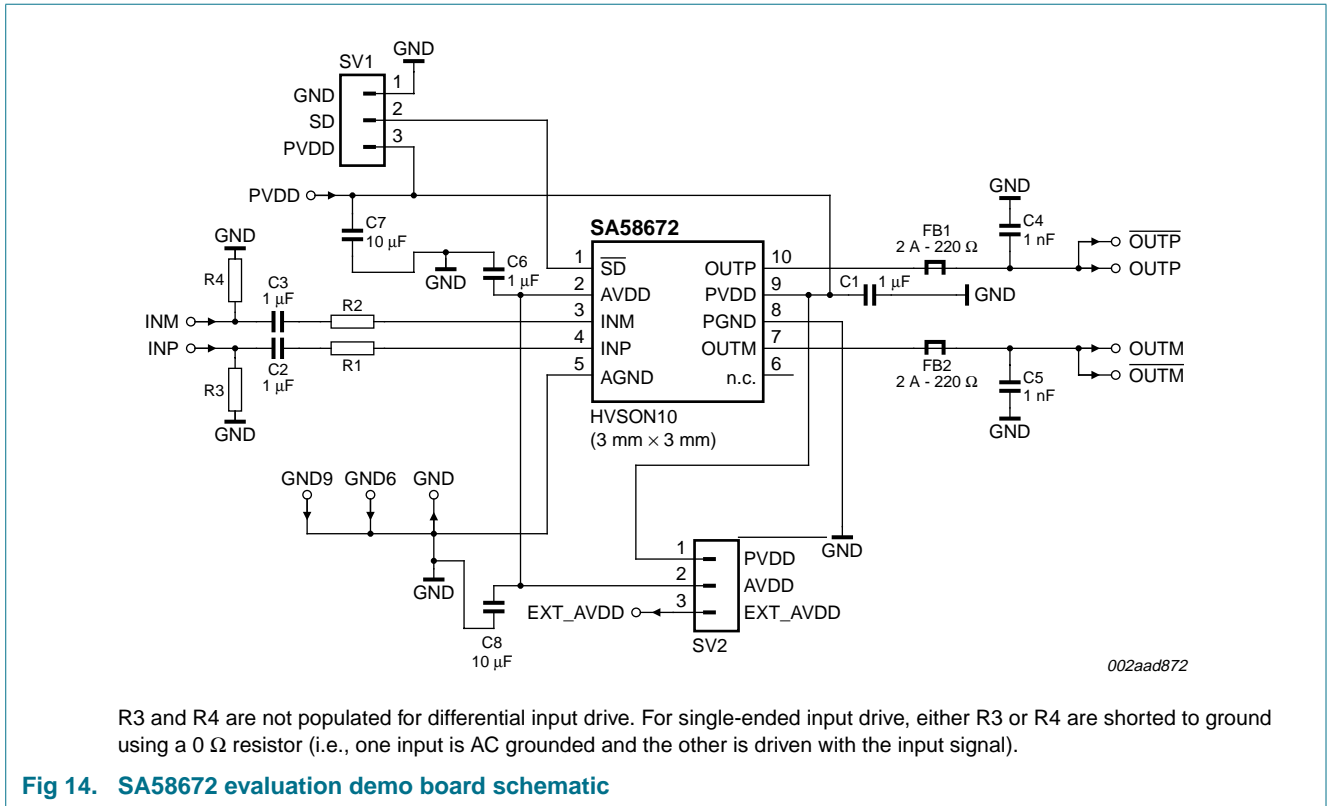 GND
SV1
1
GND
2
SD
3
PVDD
PVDD
GND
C4
1 nF
C7
10 μF
SA58672
GND
FB1
2 A - 220 Ω
OUTP
OUTP
C6
1 μF
GND
1
SD
OUTP
10
R4
C3
1 μF
2
AVDD
PVDD
9
C1
1 μF
GND
R2
INM
3
INM
PGND
8
INP
4
INP
OUTM
7
OUTM
C2
1 μF
R1
R3
5
AGND
n.c.
6
FB2
2 A - 220 Ω
OUTM
C5
1 nF
GND
HVSON10
(3 mm × 3 mm)
GND
GND9
GND6
GND
1
PVDD
GND
2
AVDD
GND
EXT_AVDD
3
EXT_AVDD
C8
10 μF
SV2
002aad872
R3 and R4 are not populated for differential input drive. For single-ended input drive, either R3 or R4 are shorted to ground
using a 0 Ω resistor (i.e., one input is AC grounded and the other is driven with the input signal).
Fig 14. SA58672 evaluation demo board schematic